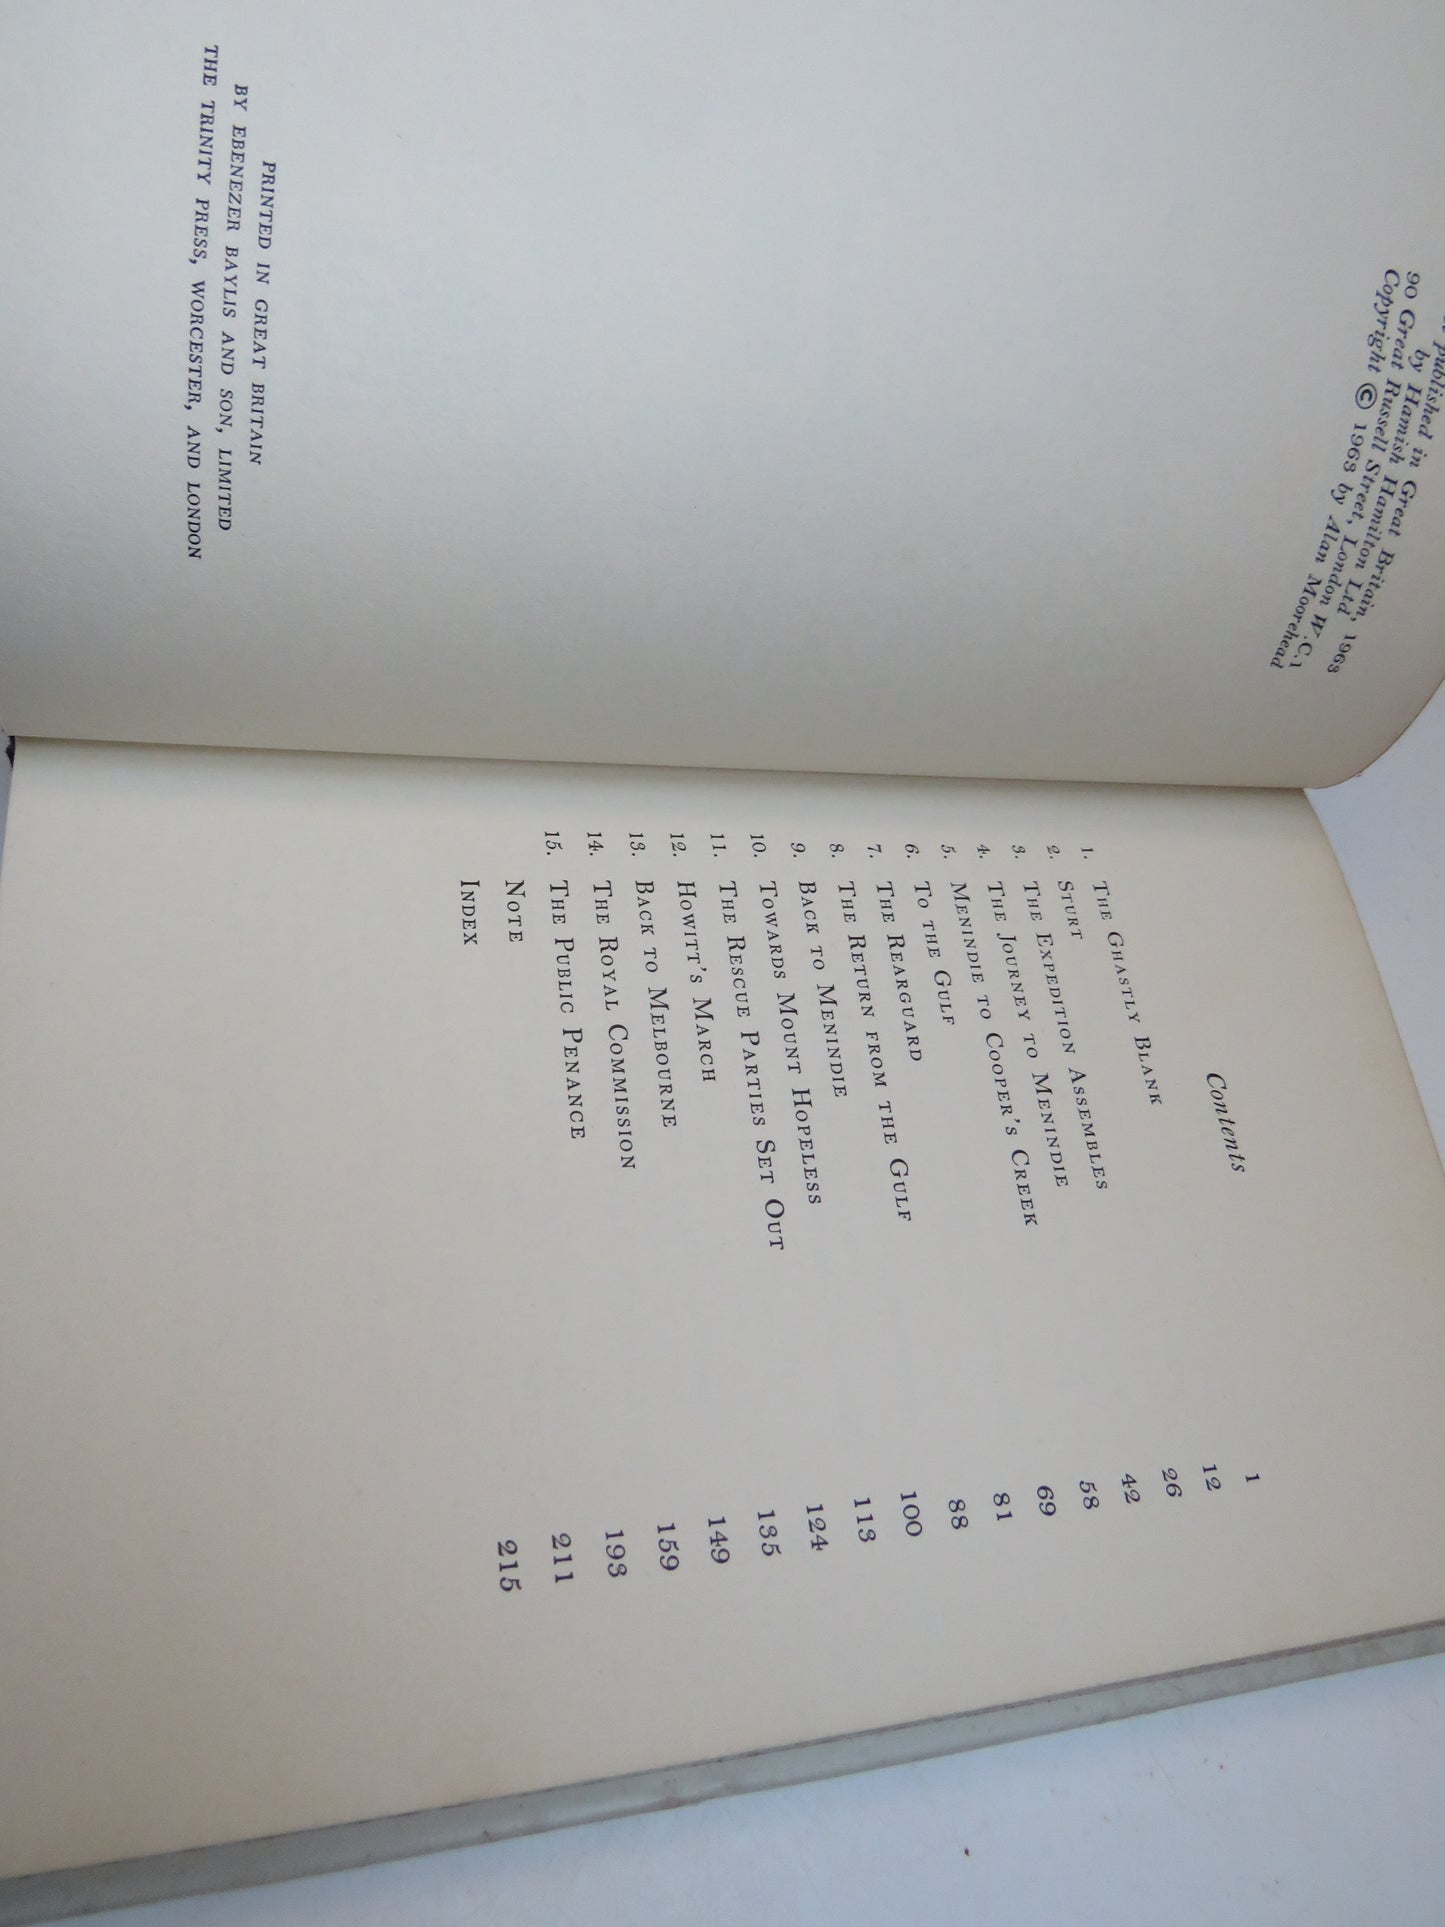 published in Great Britain, 1963
by Hamish Hamilton Ltd
90 Great Russell Street, London W.C.1
Copyright © 1963 by Alan Moorehead
PRINTED IN GREAT BRITAIN
BY EBENEZER BAYLIS AND SON, LIMITED
THE TRINITY PRESS, WORCESTER, AND LONDON
Contents
1. THE GHASTLY BLANK 1
2. STURT 12
3. THE EXPEDITION ASSEMBLES 26
4. THE JOURNEY TO MENINDIE 42
5. MENINDIE TO COOPER'S CREEK 58
6. TO THE GULF 69
7. THE REARGUARD 81
8. THE RETURN FROM THE GULF 88
9. BACK TO MENINDIE 100
10. TOWARDS MOUNT HOPELESS 113
11. THE RESCUE PARTIES SET OUT 124
12. HOWITT'S MARCH 135
13. BACK TO MELBOURNE 149
14. THE ROYAL COMMISSION 159
15. THE PUBLIC PENANCE 193
NOTE 211
INDEX 215